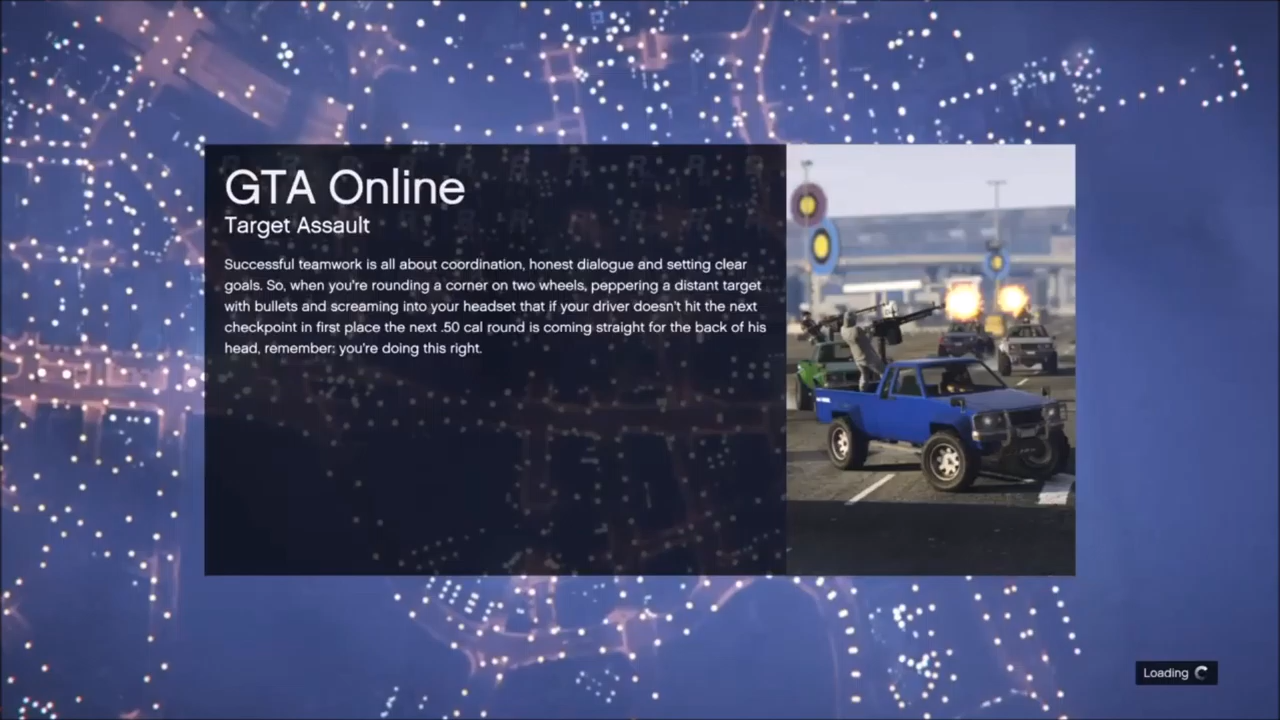 GTA Online
Target Assault
Successful teamwork is all about coordination, honest dialogue and setting clear
goals. So, when you're rounding a corner on two wheels, peppering a distant target
with bullets and screaming into your headset that if your driver doesn't hit the next
checkpoint in first place the next .50 cal round is coming straight for the back of his
head, remember: you're doing this right.
Loading